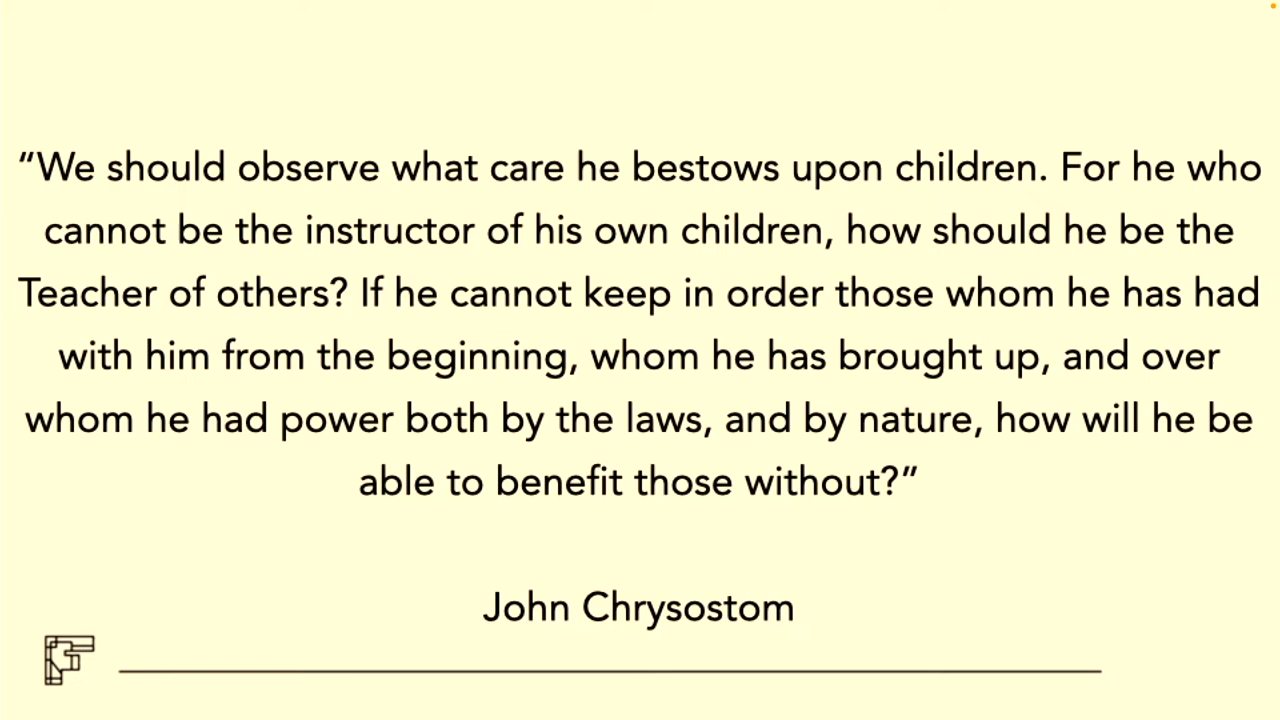 “We should observe what care he bestows upon children. For he who
cannot be the instructor of his own children, how should he be the
Teacher of others? If he cannot keep in order those whom he has had
with him from the beginning, whom he has brought up, and over
whom he had power both by the laws, and by nature, how will he be
able to benefit those without?”
John Chrysostom